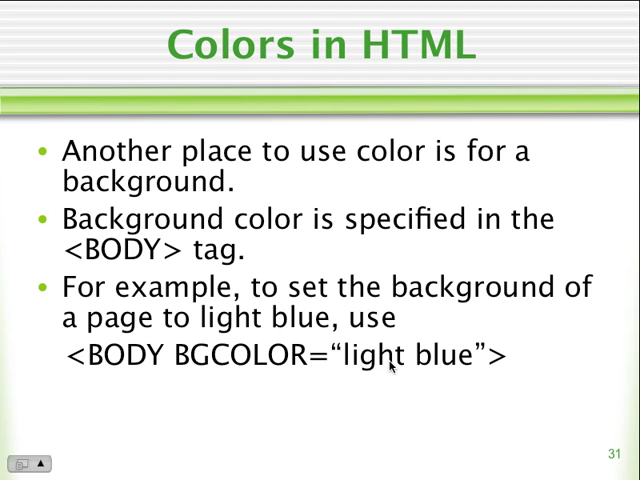 Colors in HTML
• Another place to use color is for a
background.
• Background color is specified in the
<BODY> tag.
• For example, to set the background of
a page to light blue, use
<BODY BGCOLOR=“light blue”>
31